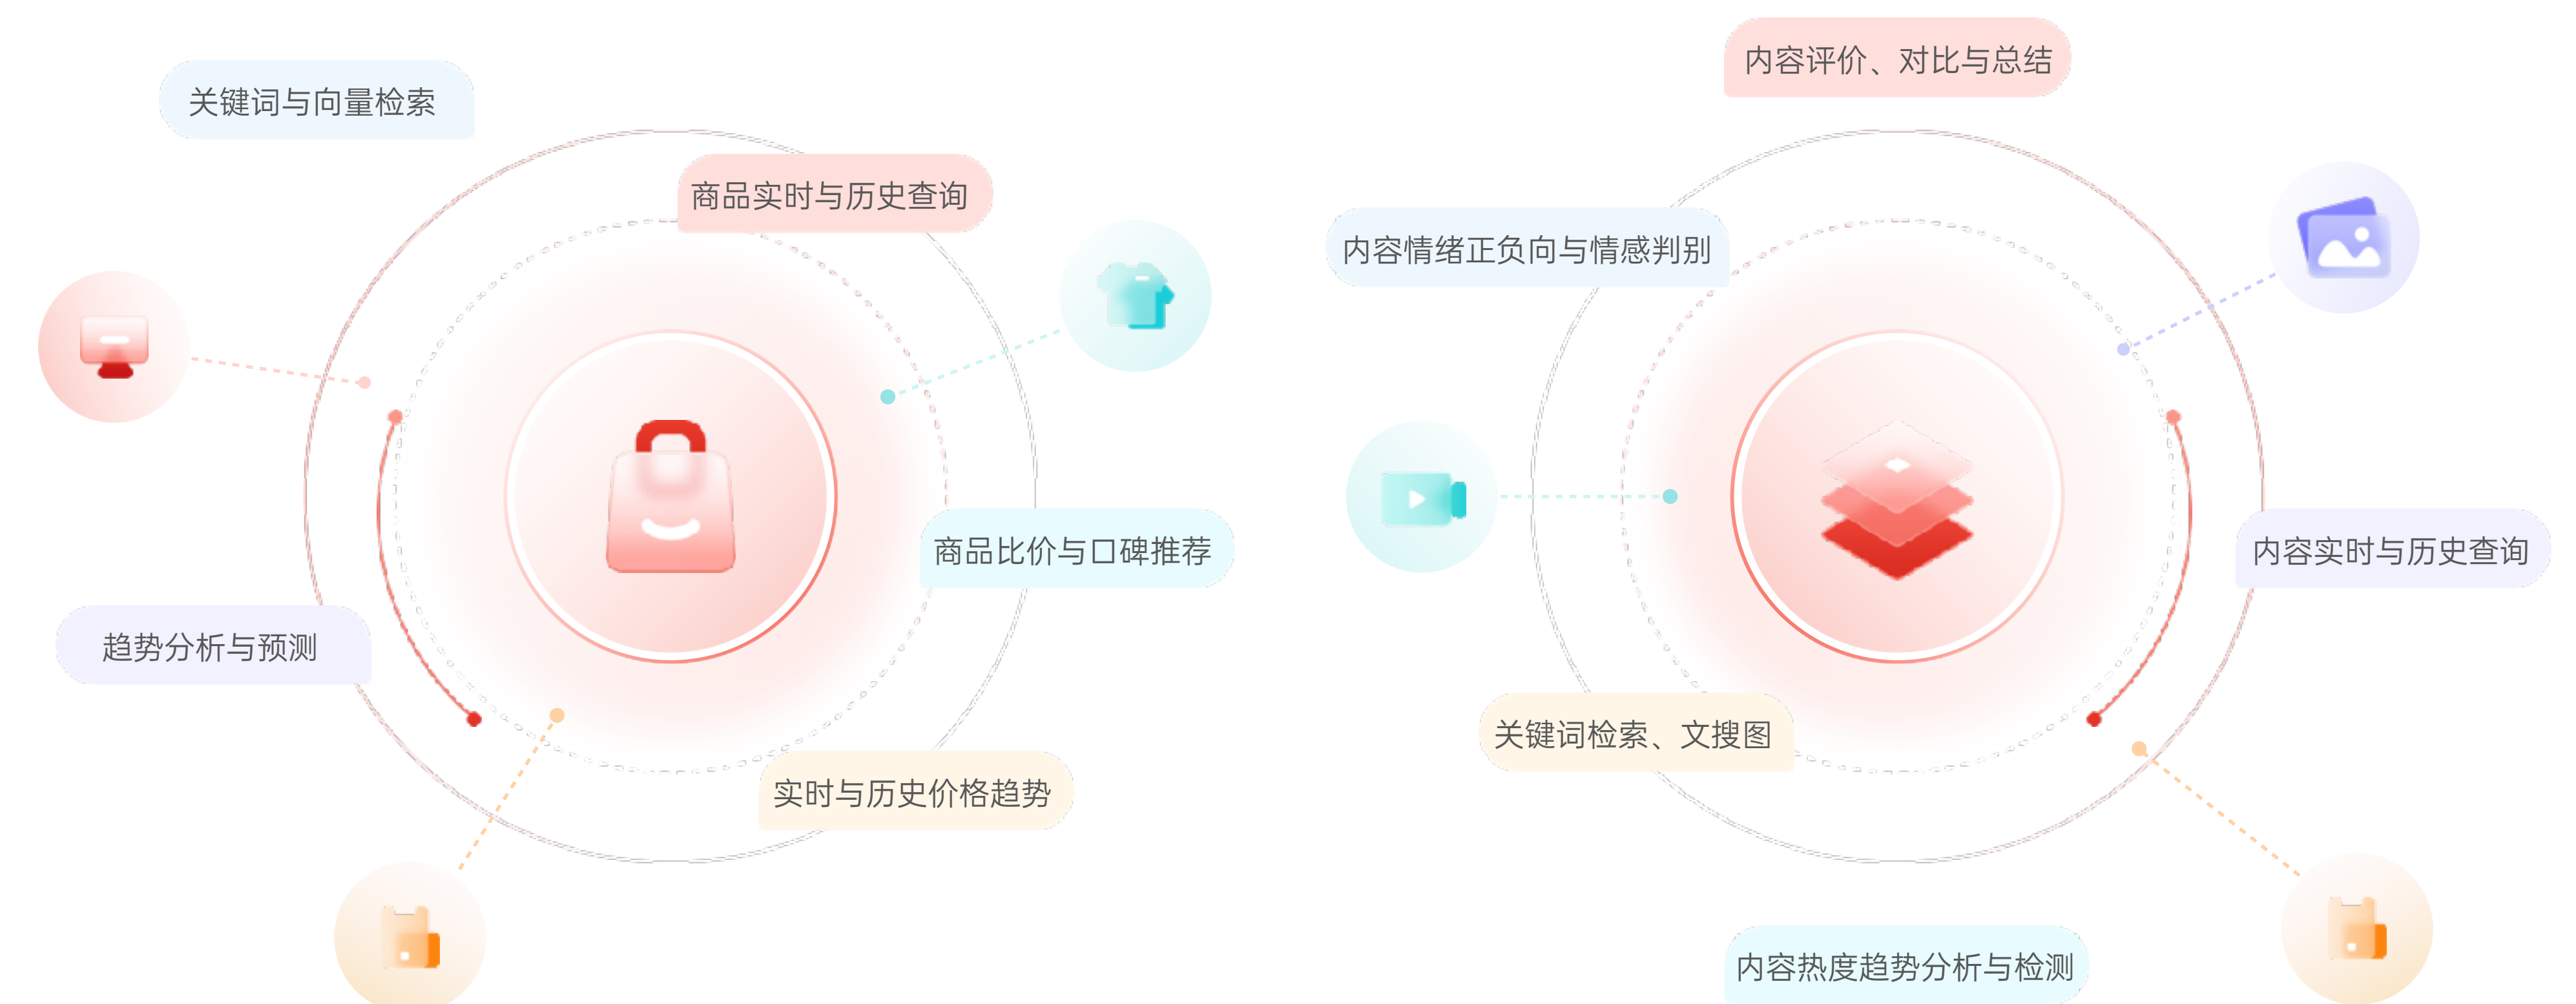 关键词与向量检索
商品实时与历史查询
商品比价与口碑推荐
趋势分析与预测
实时与历史价格趋势
内容评价、对比与总结
内容情绪正负向与情感判别
内容实时与历史查询
关键词检索、文搜图
内容热度趋势分析与检测